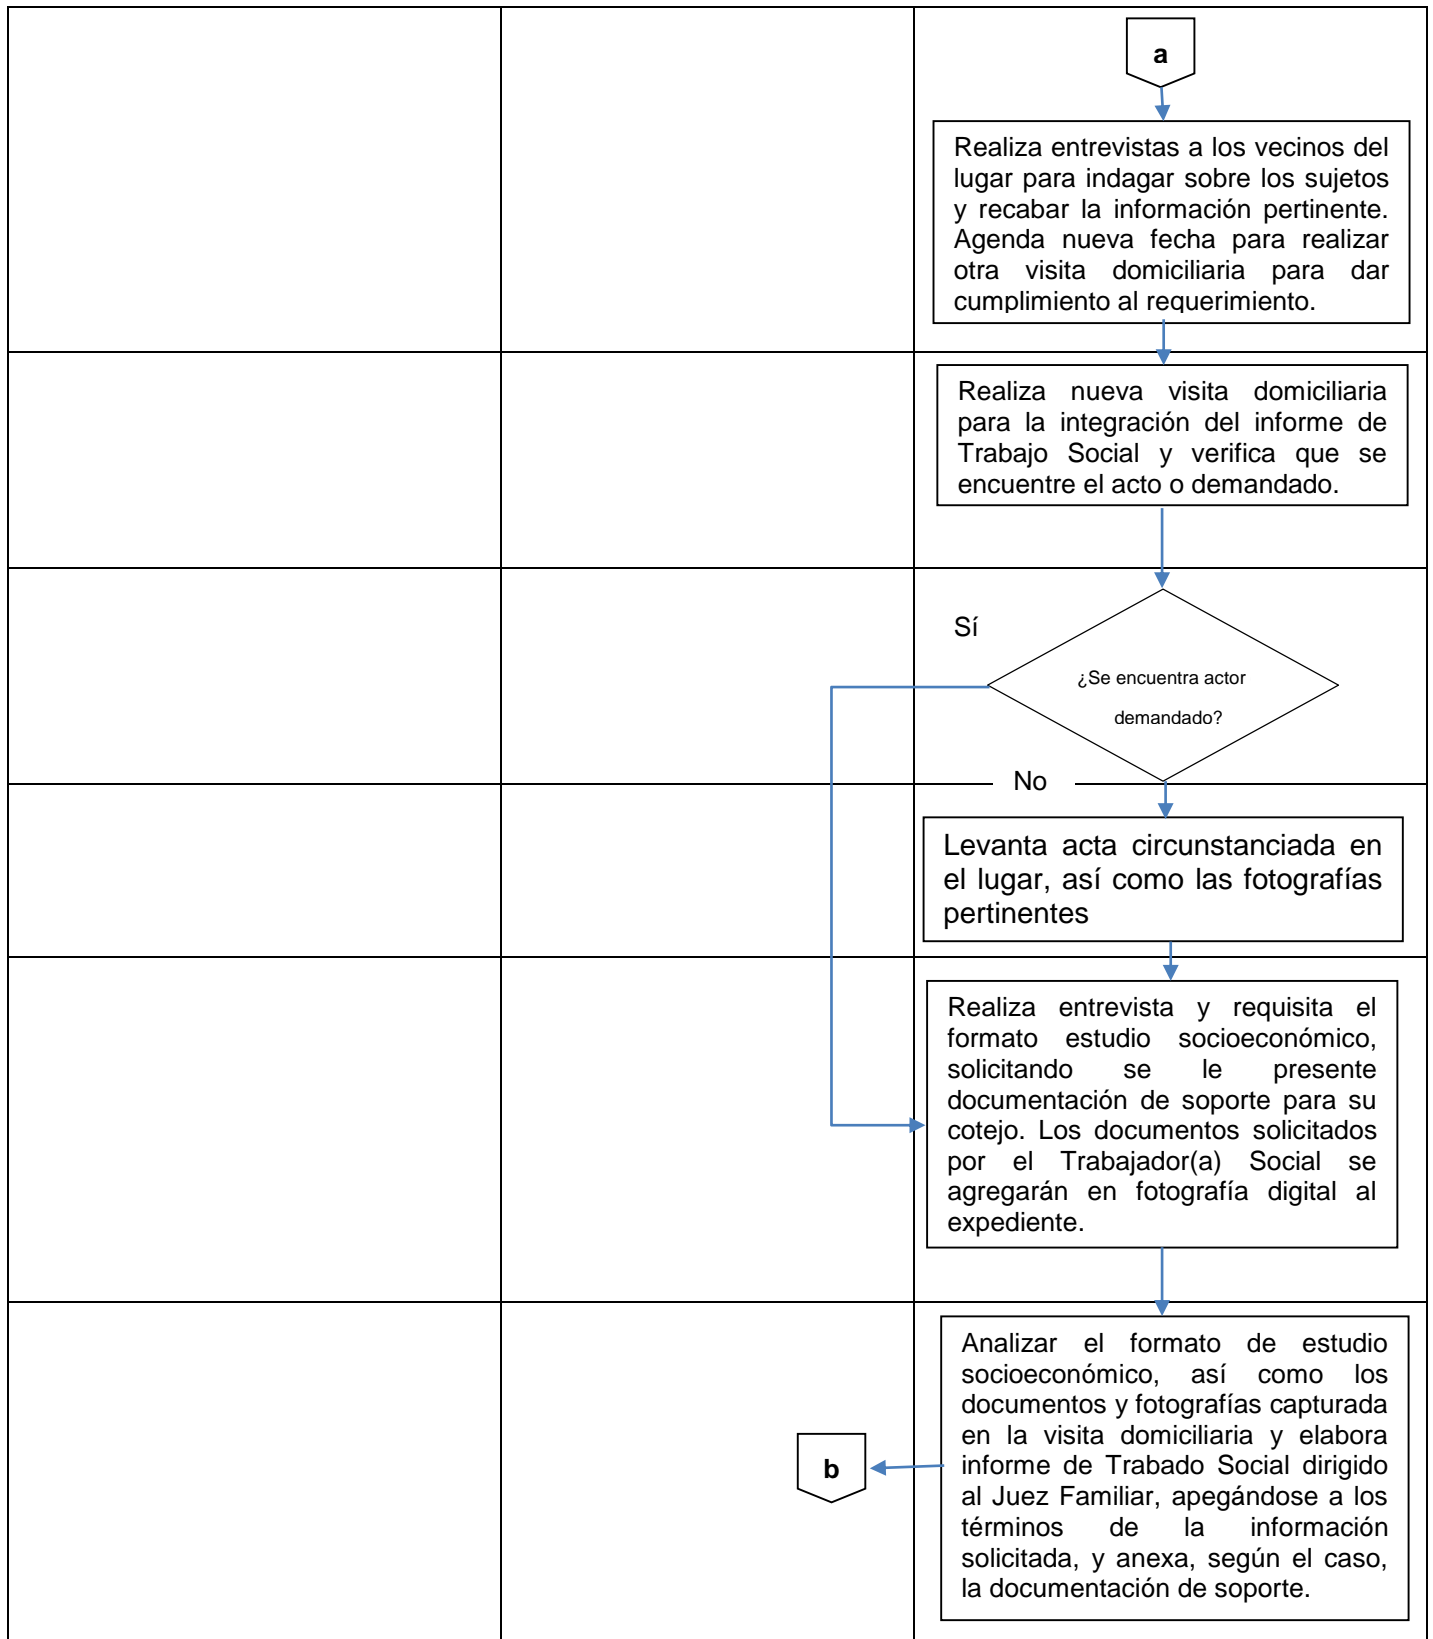 a
Realiza entrevistas a los vecinos del
lugar para indagar sobre los sujetos
y recabar la información pertinente.
Agenda nueva fecha para realizar
otra visita domiciliaria para dar
cumplimiento al requerimiento.
Realiza nueva visita domiciliaria
para la integración del informe de
Trabajo Social y verifica que se
encuentre el acto o demandado.
Sí
¿Se encuentra actor
demandado?
No
Levanta acta circunstanciada en
el lugar, así como las fotografías
pertinentes
Realiza entrevista y requisita el
formato estudio socioeconómico,
solicitando se le presente
documentación de soporte para su
cotejo. Los documentos solicitados
por el Trabajador(a) Social se
agregarán en fotografía digital al
expediente.
Analizar el formato de estudio
socioeconómico, así como los
documentos y fotografías capturada
en la visita domiciliaria y elabora
informe de Trabado Social dirigido
al Juez Familiar, apegándose a los
términos de la información
solicitada, y anexa, según el caso,
la documentación de soporte.
b